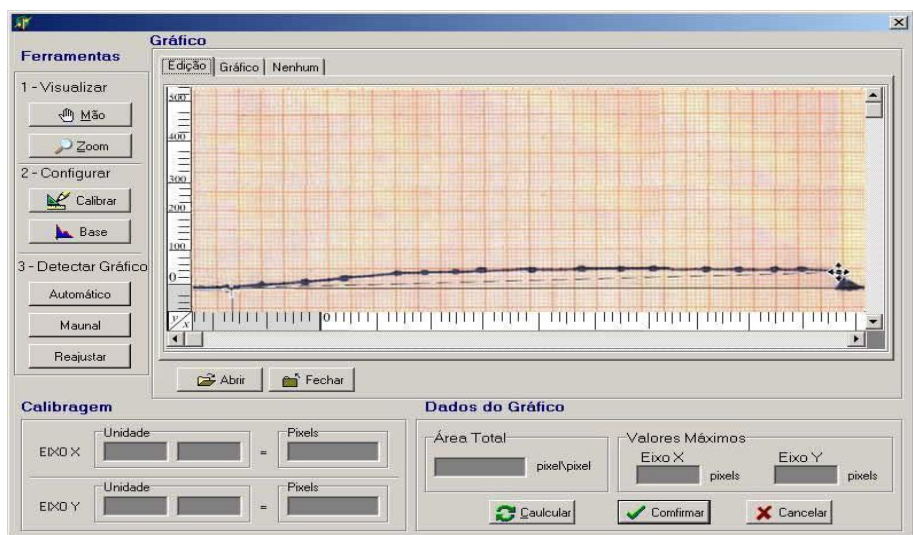 Gráfico
Ferramentas
Edição Gráfico Nenhum
1 - Visualizar
Mão
Zoom
2 - Configurar
Calibrar
Base
3 - Detectar Gráfico
Automático
Maunal
Reajustar
500
400
300
200
100
0
y/x 0
Abrir Fechar
Calibragem
Unidade Pixels
EIXO X =
Unidade Pixels
EIXO Y =
Dados do Gráfico
Área Total
pixel\pixel
Valores Máximos
Eixo X Eixo Y
pixels pixels
Caulcular Comfirmar Cancelar